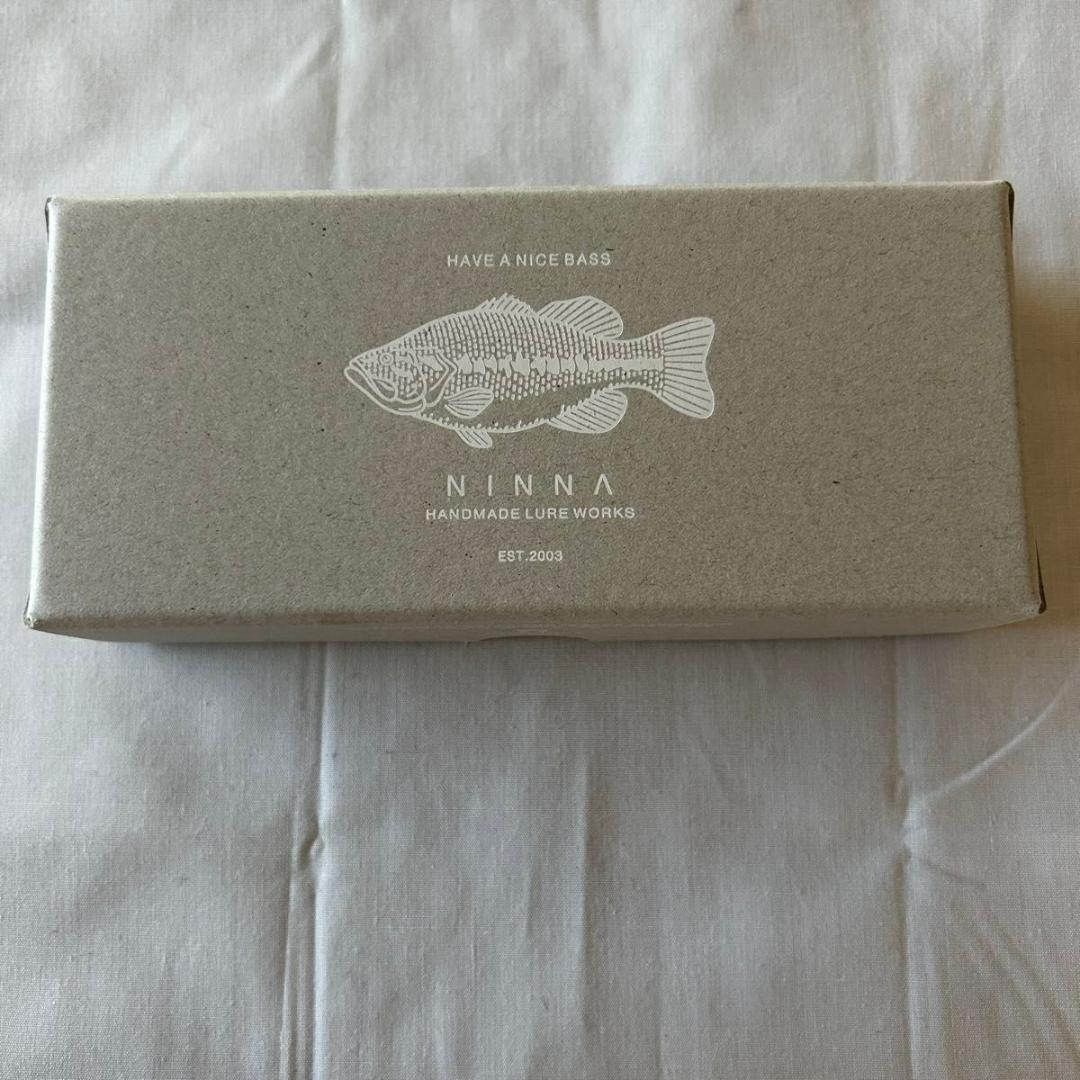 HAVE A NICE BASS
NINNA
HANDMADE LURE WORKS
EST.2003